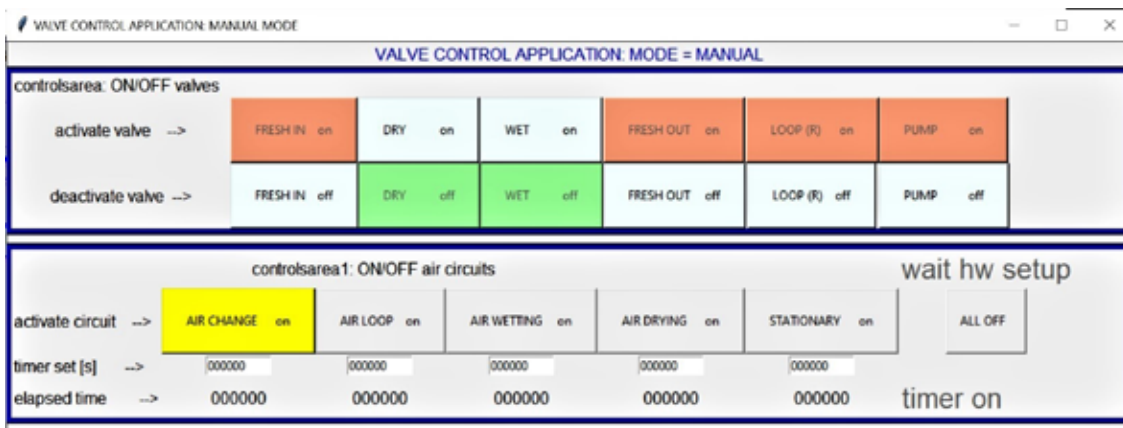 VALVE CONTROL APPLICATION: MANUAL MODE
VALVE CONTROL APPLICATION: MODE = MANUAL
controlsarea: ON/OFF valves
activate valve --> FRESH IN on DRY on WET on FRESH OUT on LOOP (R) on PUMP on
deactivate valve --> FRESH IN off DRY off WET off FRESH OUT off LOOP (R) off PUMP off
controlsarea1: ON/OFF air circuits wait hw setup
activate circuit --> AIR CHANGE on AIR LOOP on AIR WETTING on AIR DRYING on STATIONARY on ALL OFF
timer set [s] --> 000000 000000 000000 000000 000000
elapsed time --> 000000 000000 000000 000000 000000 timer on